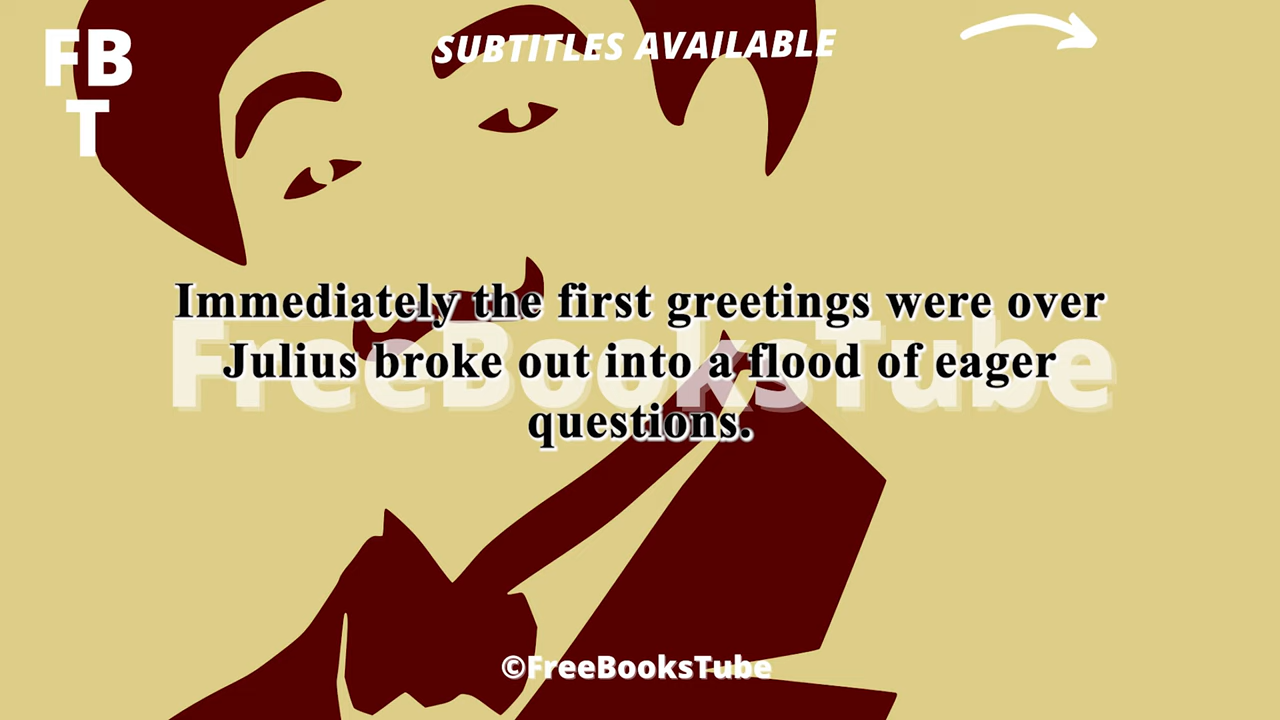 FB
T
SUBTITLES AVAILABLE
Immediately the first greetings were over
Julius broke out into a flood of eager
questions.
FreeBooksTube
©FreeBooksTube